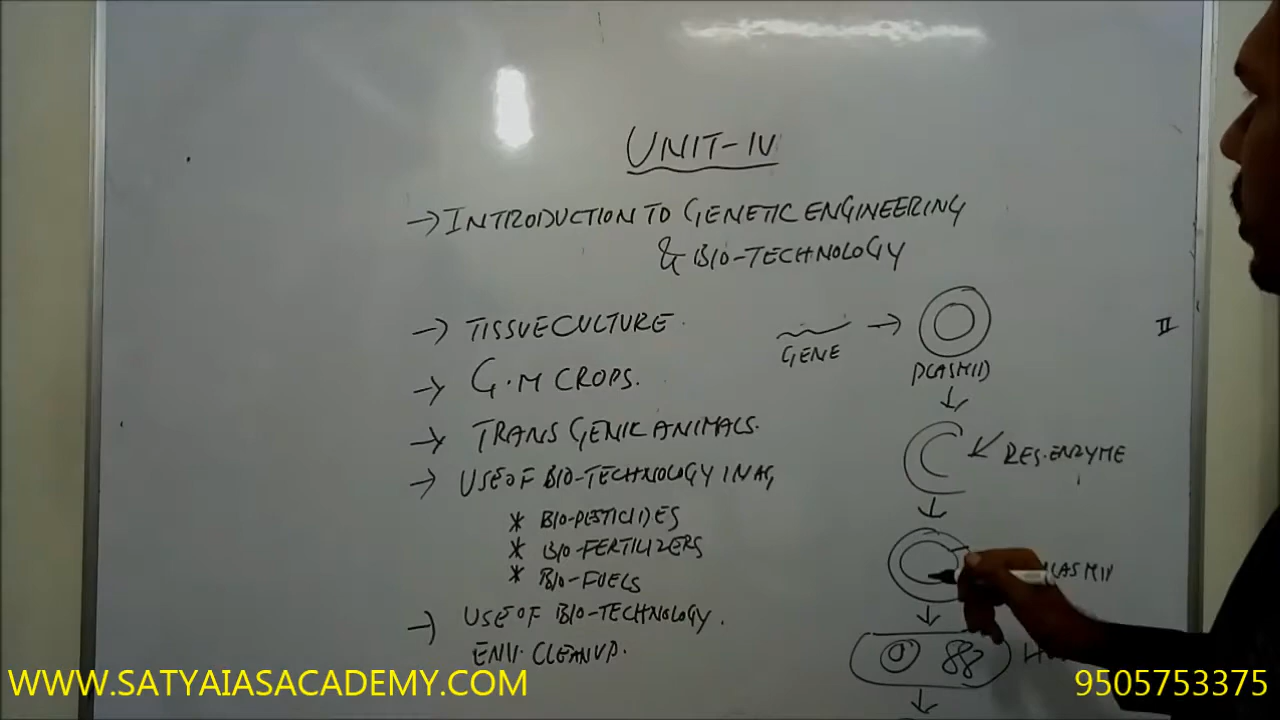 UNIT-IV
→ INTRODUCTION TO GENETIC ENGINEERING
& BIO-TECHNOLOGY
→ TISSUE CULTURE
→ G.M CROPS.
→ TRANS GENIC ANIMALS.
→ USE OF BIO-TECHNOLOGY IN AG,
* BIO-PESTICIDES
* BIO-FERTILIZERS
* BIO-FUELS
→ USE OF BIO-TECHNOLOGY.
ENVI. CLEANUP.
GENE
PLASMID
RES. ENZYME
II
WWW.SATYAIASACADEMY.COM
9505753375